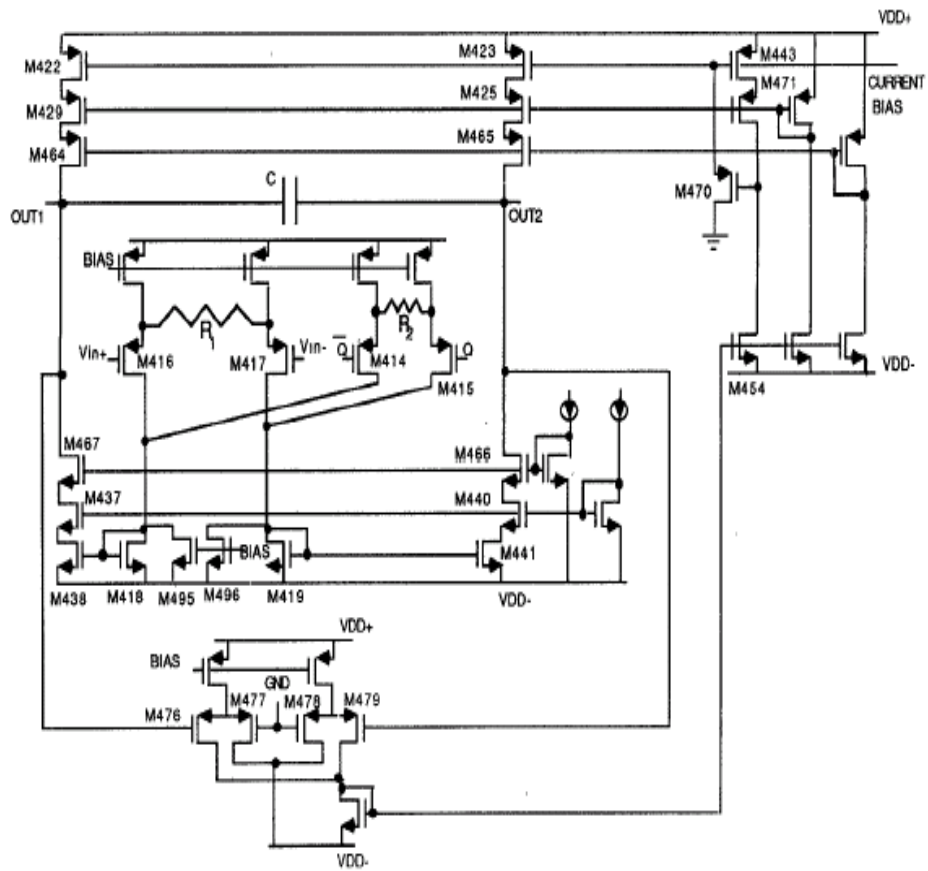 VDD+
M422
M423
M443
M471
CURRENT
BIAS
M429
M425
M464
M465
M470
C
OUT1
OUT2
BIAS
R1
R2
Vin+
M416
M417
Vin-
Q̅
M414
Q
M415
VDD-
M454
M467
M466
M437
M440
BIAS
M441
M438
M418
M495
M496
M419
VDD-
VDD+
BIAS
GND
M476
M477
M478
M479
VDD-